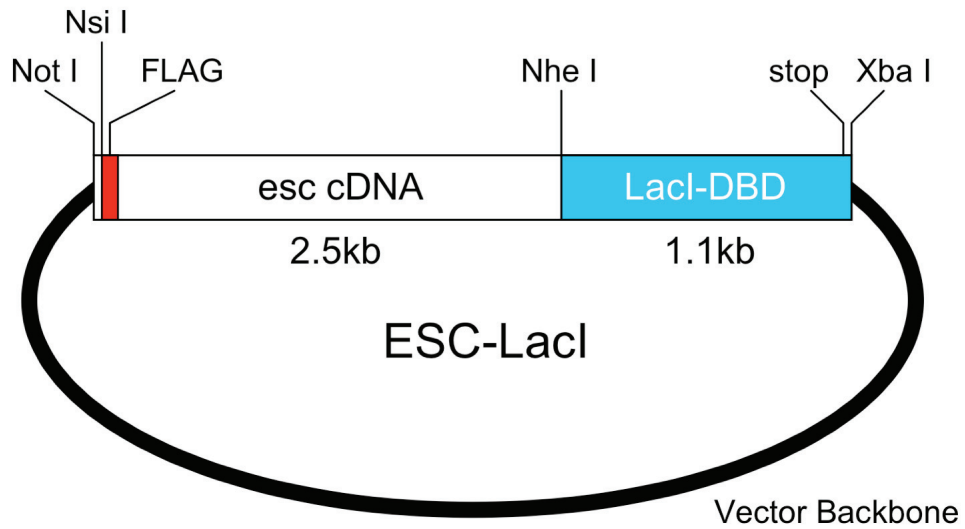 Nsi I
Not I FLAG Nhe I stop Xba I
esc cDNA LacI-DBD
2.5kb 1.1kb
ESC-LacI
Vector Backbone